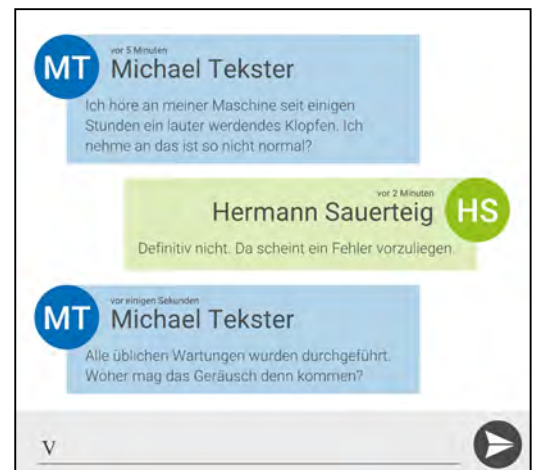 vor 5 Minuten
MT Michael Tekster
Ich höre an meiner Maschine seit einigen
Stunden ein lauter werdendes Klopfen. Ich
nehme an das ist so nicht normal?
vor 2 Minuten
Hermann Sauerteig HS
Definitiv nicht. Da scheint ein Fehler vorzuliegen.
vor einigen Sekunden
MT Michael Tekster
Alle üblichen Wartungen wurden durchgeführt.
Woher mag das Geräusch denn kommen?
V